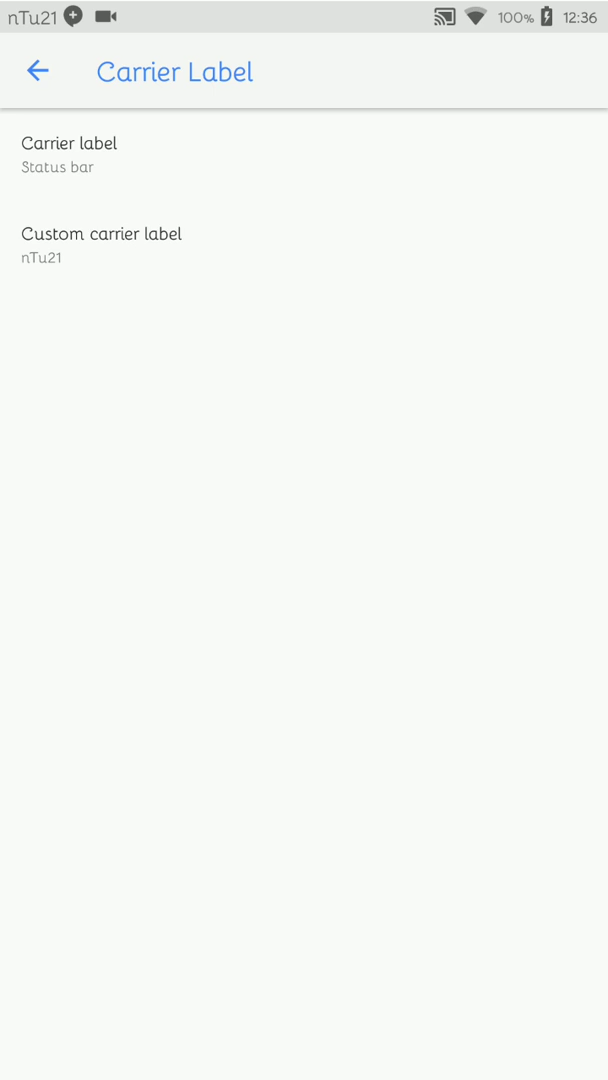 nTu21 100% 12:36
Carrier Label
Carrier label
Status bar
Custom carrier label
nTu21